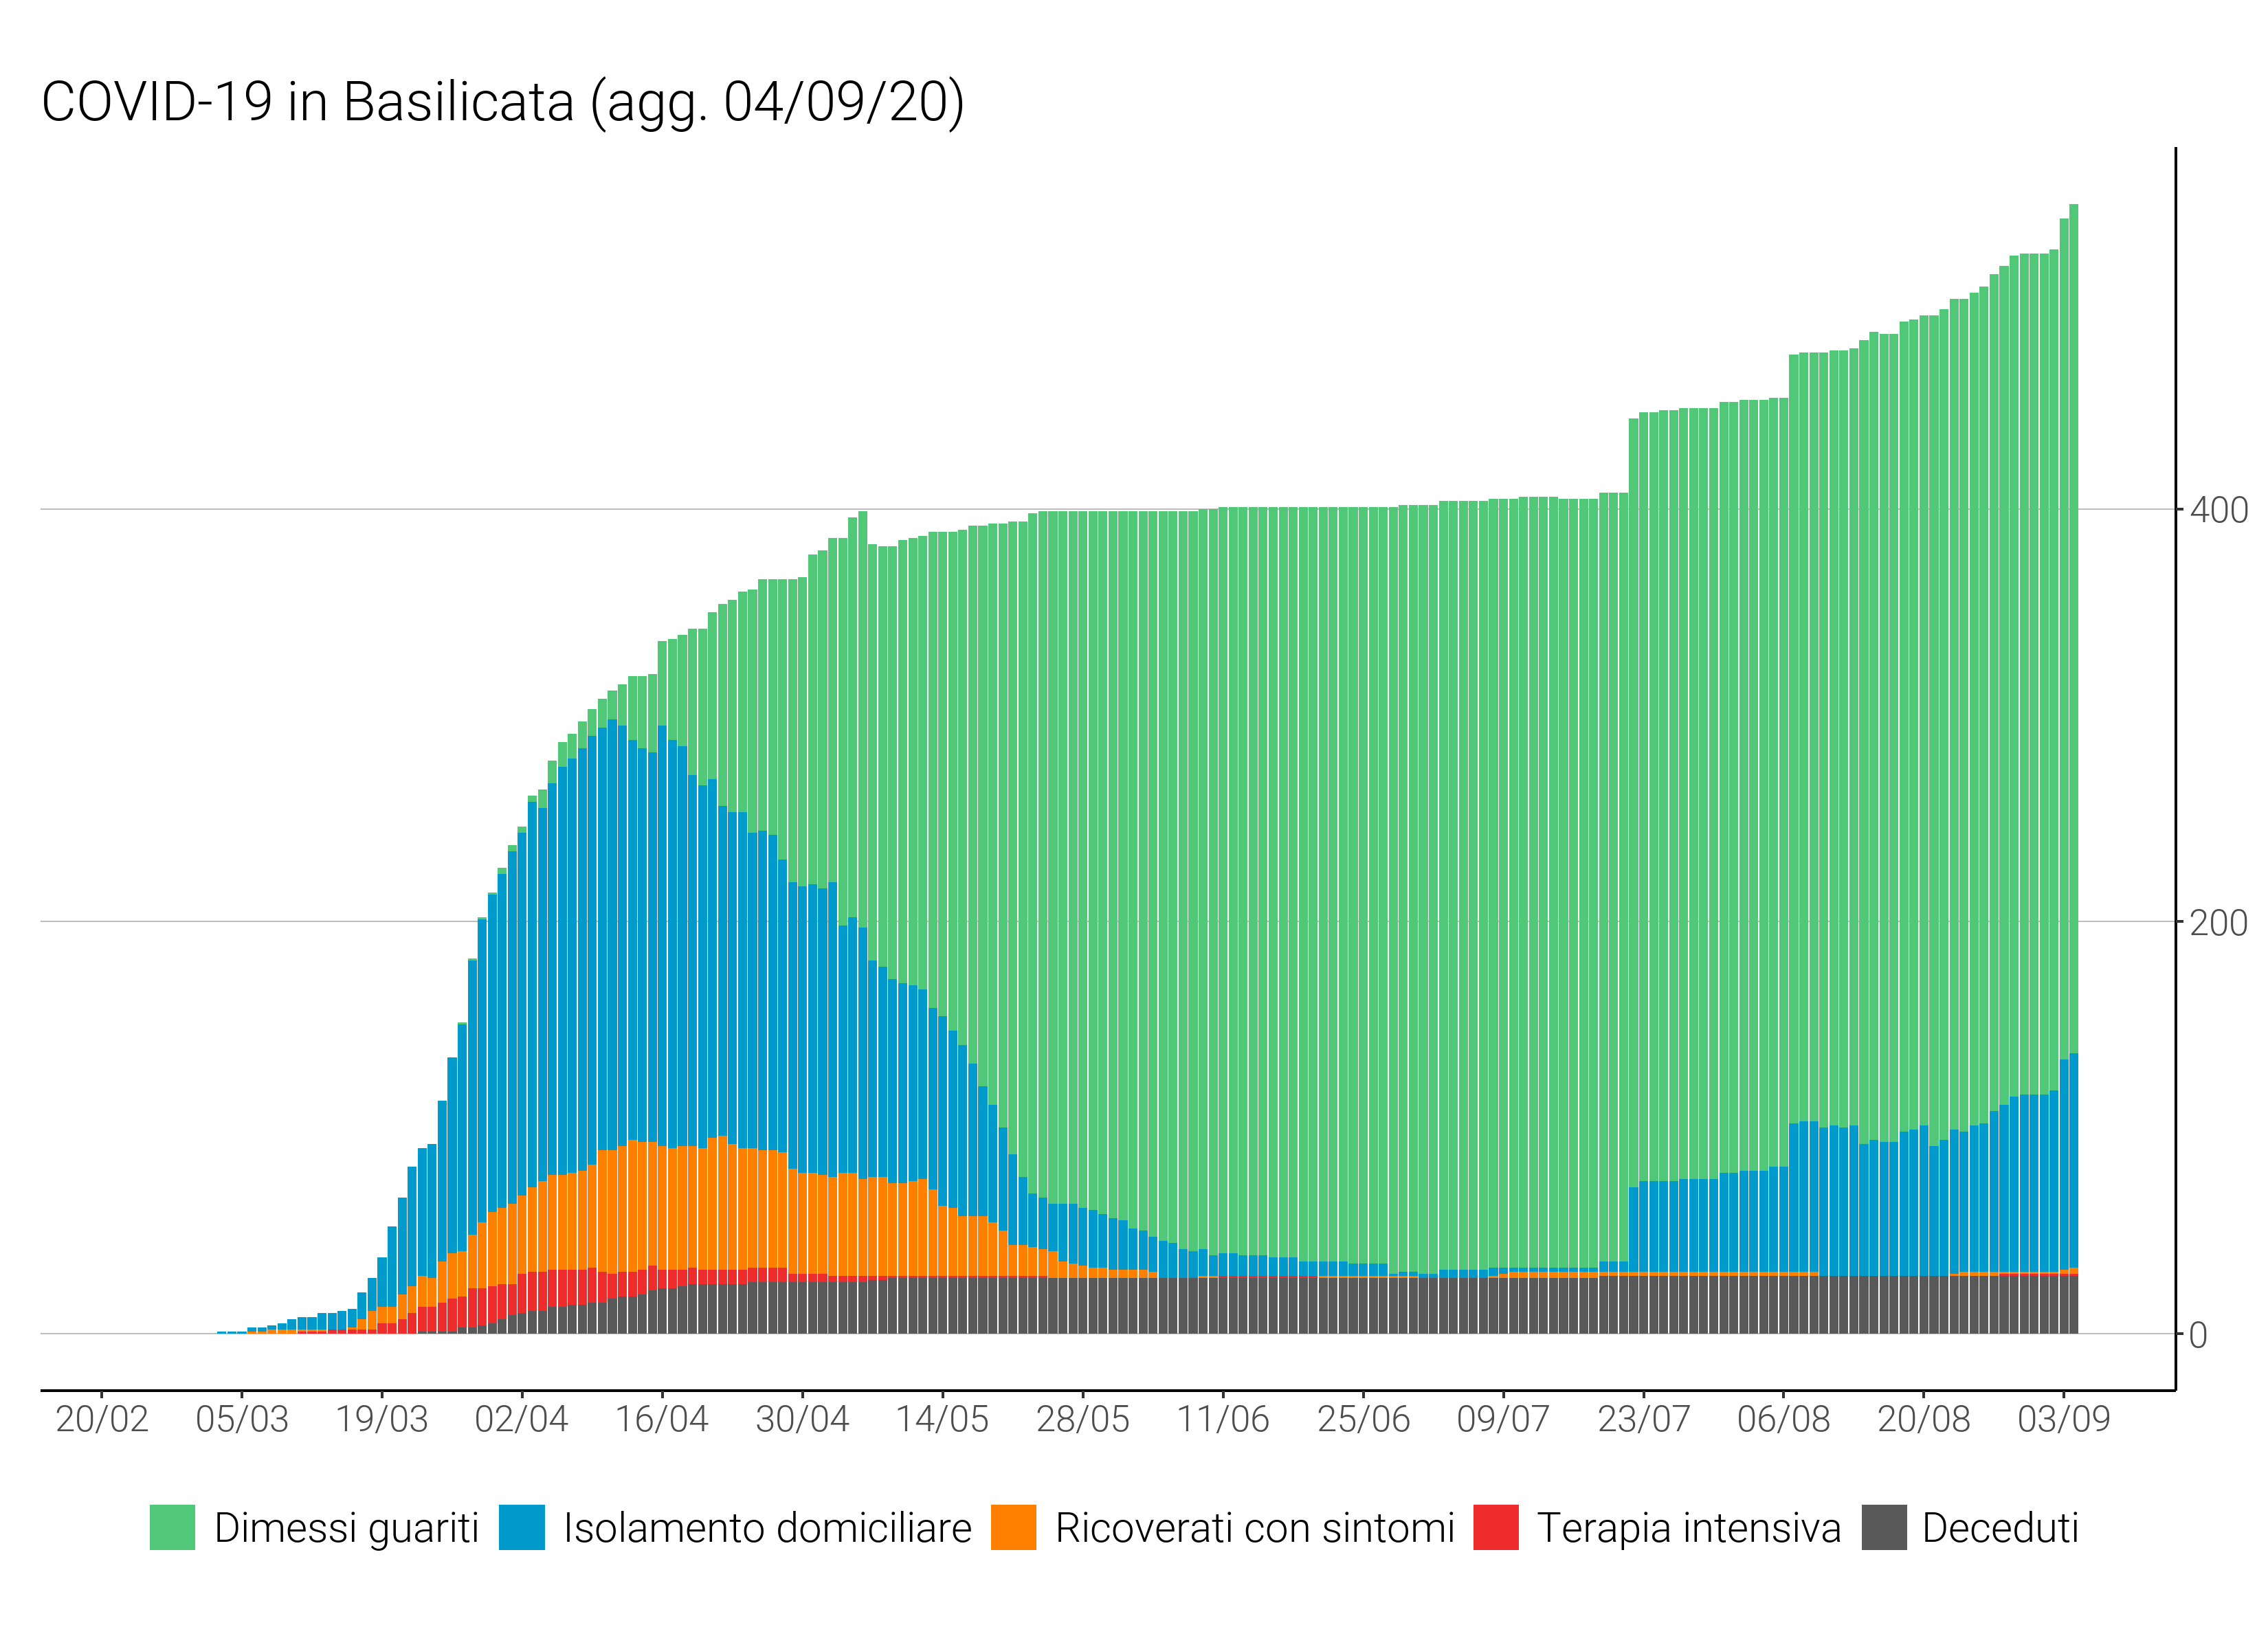 COVID-19 in Basilicata (agg. 04/09/20)
400
200
0
20/02 05/03 19/03 02/04 16/04 30/04 14/05 28/05 11/06 25/06 09/07 23/07 06/08 20/08 03/09
Dimessi guariti Isolamento domiciliare Ricoverati con sintomi Terapia intensiva Deceduti